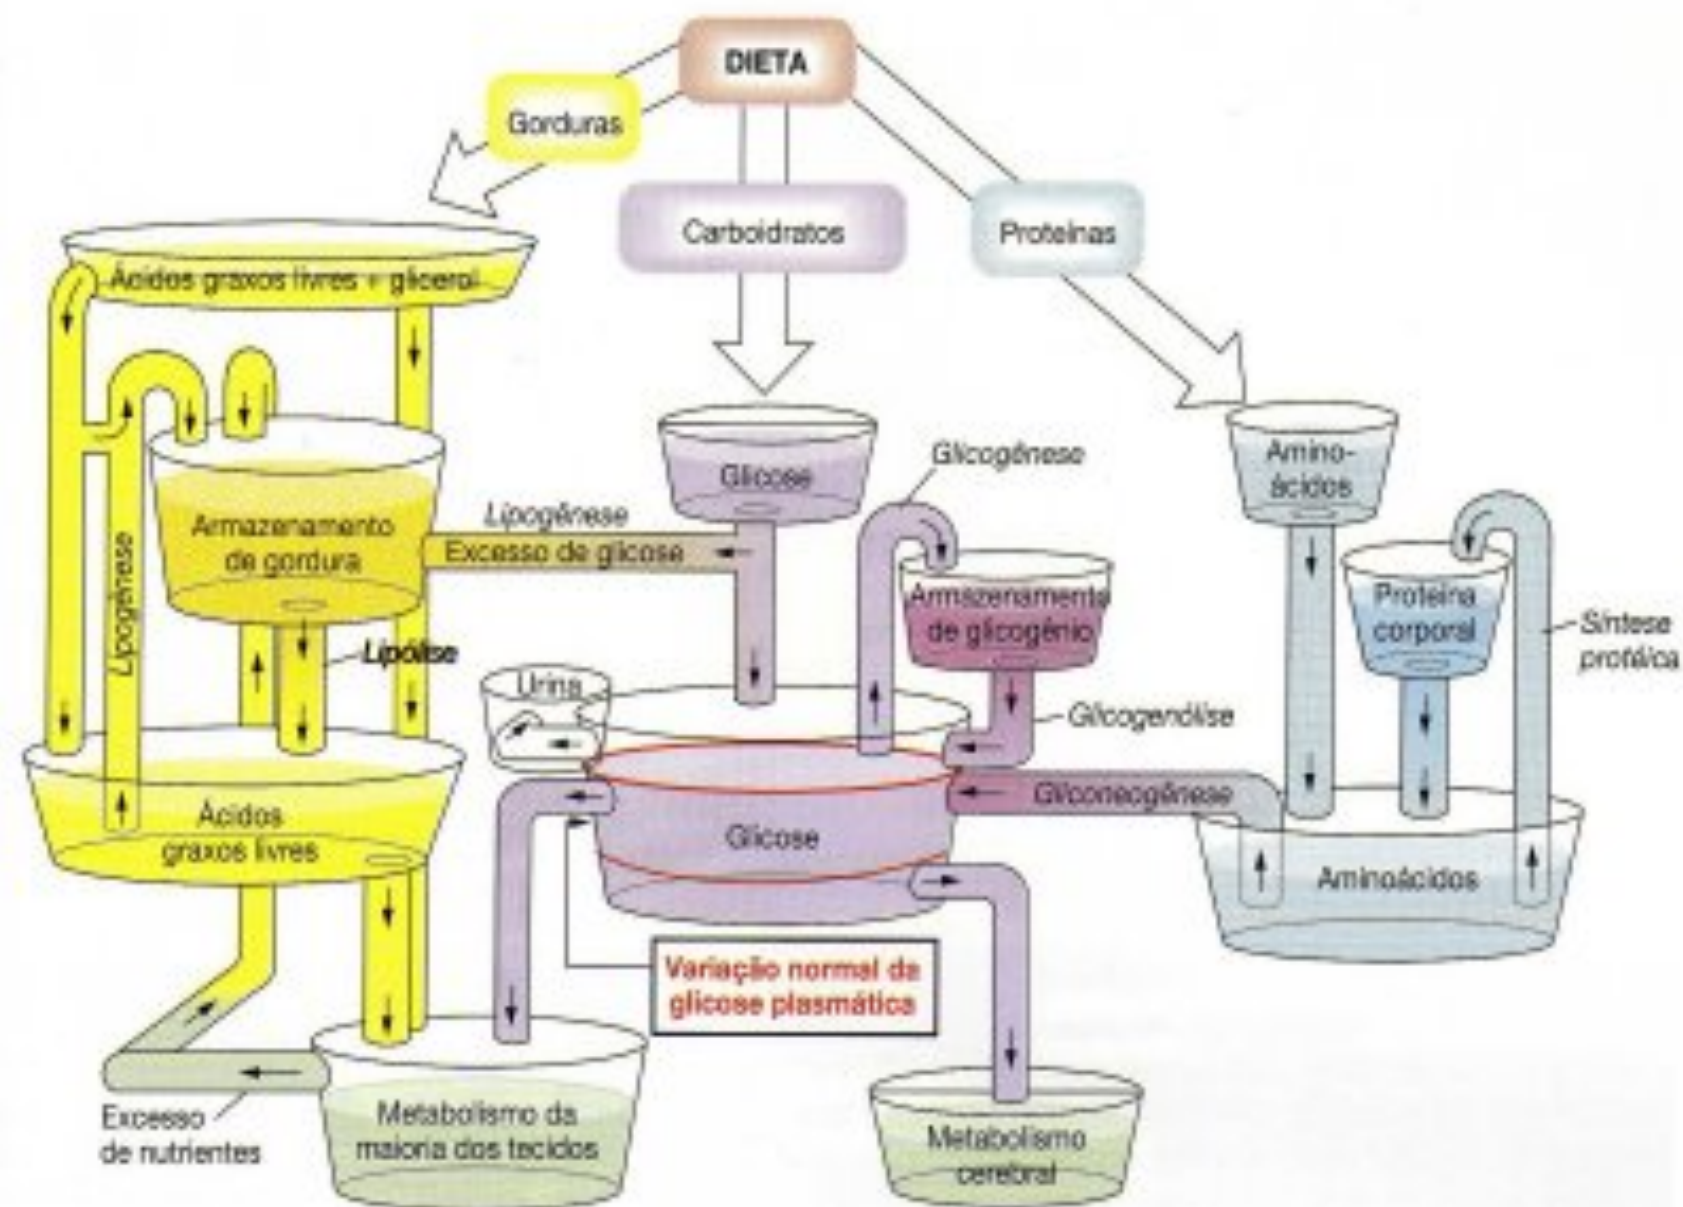 DIETA
Gorduras
Carboidratos
Proteínas
Ácidos graxos livres + glicerol
Glicose
Glicogênese
Amino-
ácidos
Lipogênese
Excesso de glicose
Armazenamento
de gordura
Lipogênese
Armazenamento
de glicogênio
Proteína
corporal
Síntese
protéica
Lipólise
Urina
Glicogenólise
Gliconeogênese
Ácidos
graxos livres
Glicose
Aminoácidos
Variação normal da
glicose plasmática
Excesso
de nutrientes
Metabolismo da
maioria dos tecidos
Metabolismo
cerebral